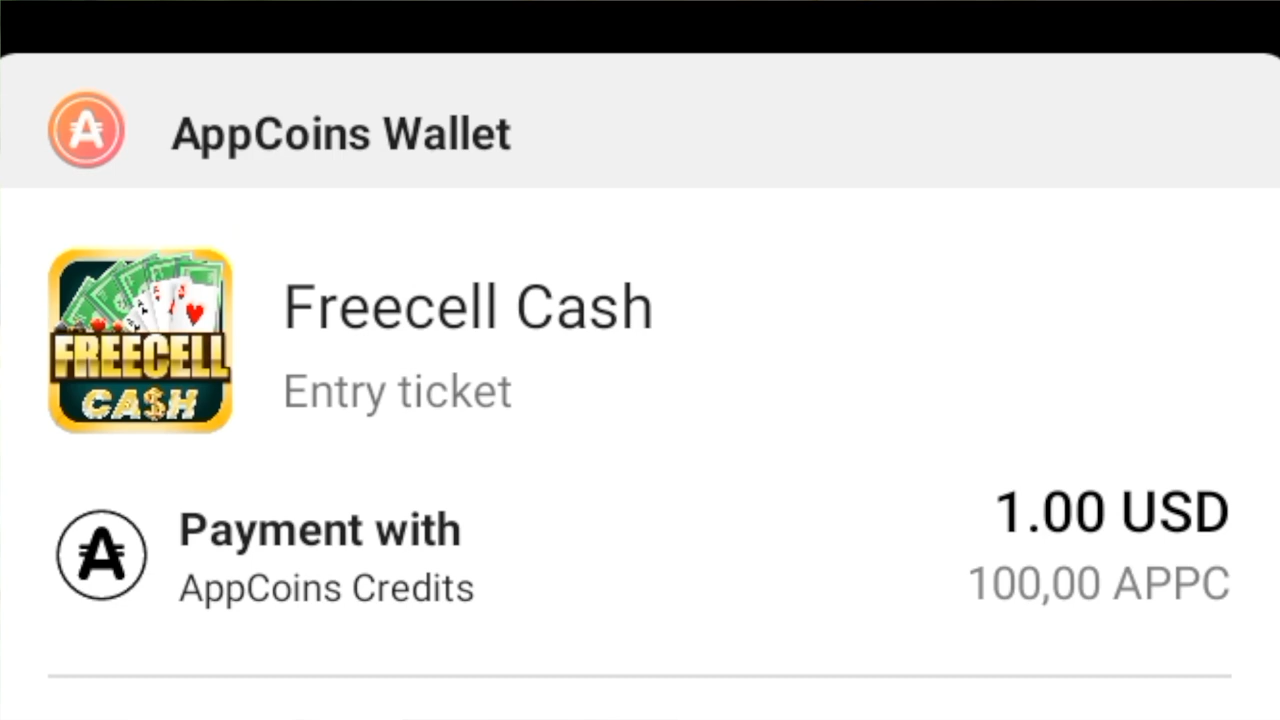 AppCoins Wallet
FREECELL
CA$H
Freecell Cash
Entry ticket
Payment with
AppCoins Credits
1.00 USD
100,00 APPC